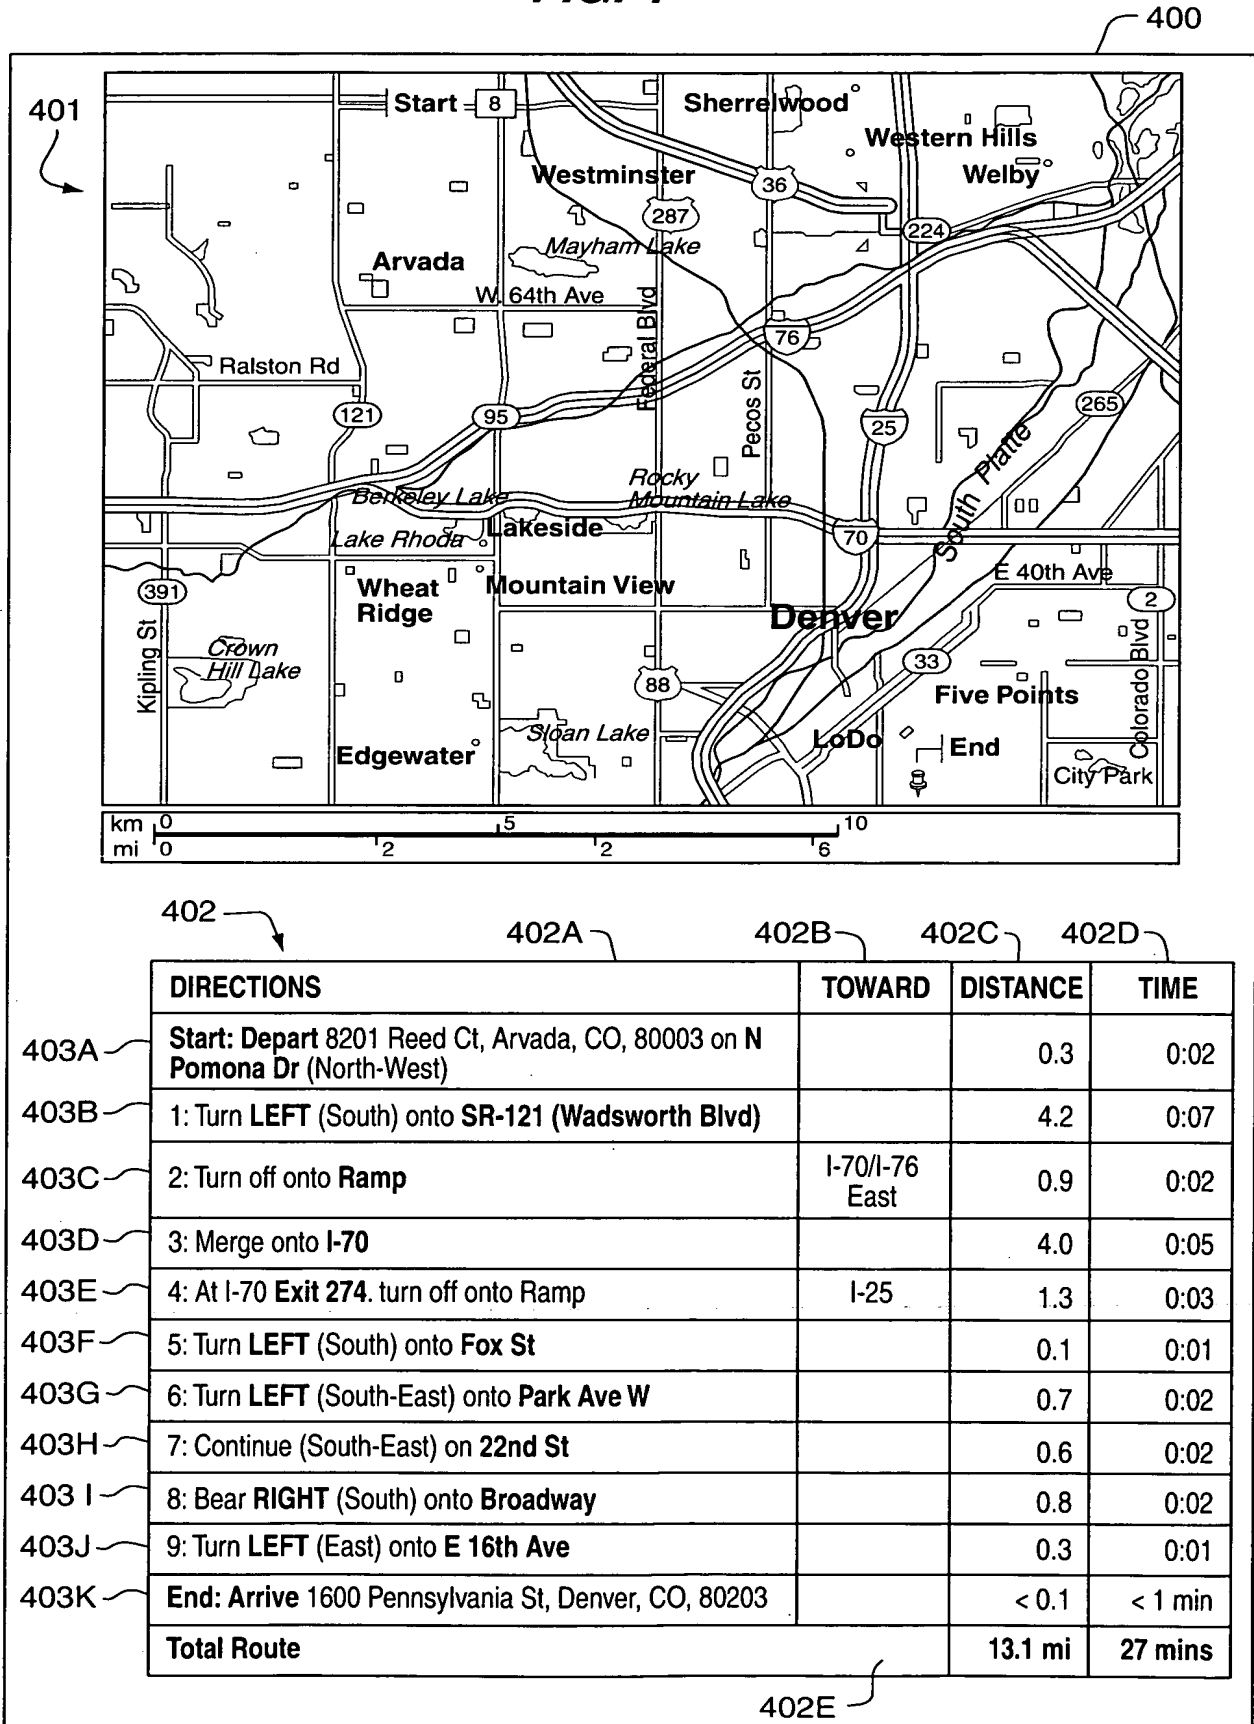 400
401
Start
8
Sherrelwood
Western Hills
Welby
Westminster
36
287
224
Mayham Lake
Arvada
W. 64th Ave
Federal Blvd
76
Ralston Rd
Pecos St
121
95
265
25
South Platte
Rocky
Mountain Lake
Berkeley Lake
Lakeside
Lake Rhoda
70
E 40th Ave
Wheat
Ridge
Mountain View
391
2
Denver
Kipling St
Crown
Hill Lake
33
88
Five Points
Colorado Blvd
Sloan Lake
LoDo
End
Edgewater
City Park
km 0 5 10
mi 0 2 2 6
402
402A
402B
402C
402D
DIRECTIONS TOWARD DISTANCE TIME
403A
Start: Depart 8201 Reed Ct, Arvada, CO, 80003 on N
Pomona Dr (North-West) 0.3 0:02
403B 1: Turn LEFT (South) onto SR-121 (Wadsworth Blvd) 4.2 0:07
403C 2: Turn off onto Ramp I-70/I-76 0.9 0:02
East
403D 3: Merge onto I-70 4.0 0:05
403E 4: At I-70 Exit 274. turn off onto Ramp I-25 1.3 0:03
403F 5: Turn LEFT (South) onto Fox St 0.1 0:01
403G 6: Turn LEFT (South-East) onto Park Ave W 0.7 0:02
403H 7: Continue (South-East) on 22nd St 0.6 0:02
403 I 8: Bear RIGHT (South) onto Broadway 0.8 0:02
403J 9: Turn LEFT (East) onto E 16th Ave 0.3 0:01
403K End: Arrive 1600 Pennsylvania St, Denver, CO, 80203 < 0.1 < 1 min
Total Route 13.1 mi 27 mins
402E